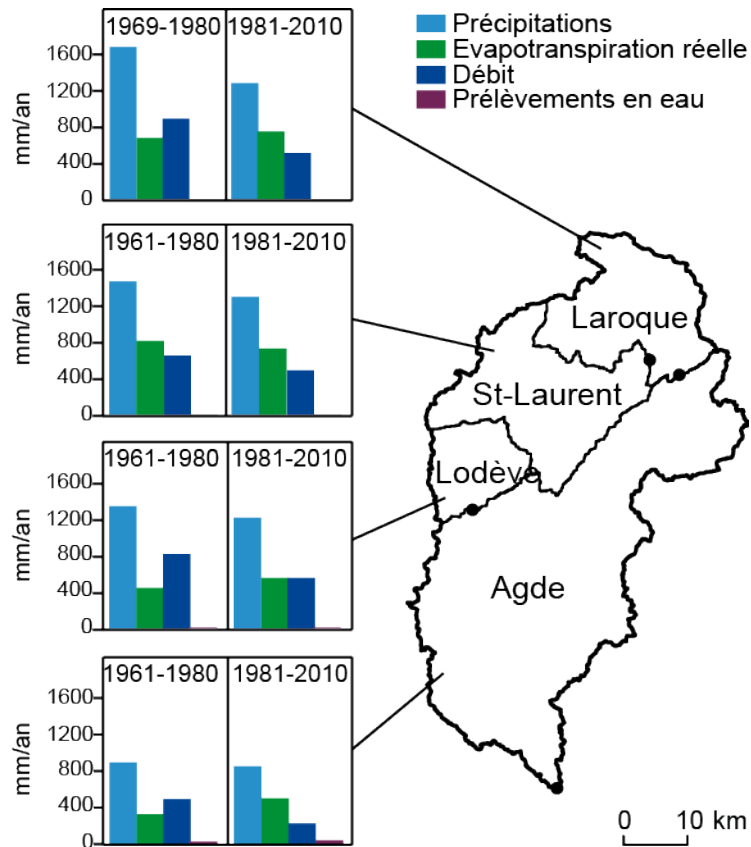 Précipitations
Evapotranspiration réelle
Débit
Prélèvements en eau
1969-1980 1981-2010
mm/an
1600
1200
800
400
0
1961-1980 1981-2010
mm/an
1600
1200
800
400
0
1961-1980 1981-2010
mm/an
1600
1200
800
400
0
1961-1980 1981-2010
mm/an
1600
1200
800
400
0
Laroque
St-Laurent
Lodève
Agde
0 10 km